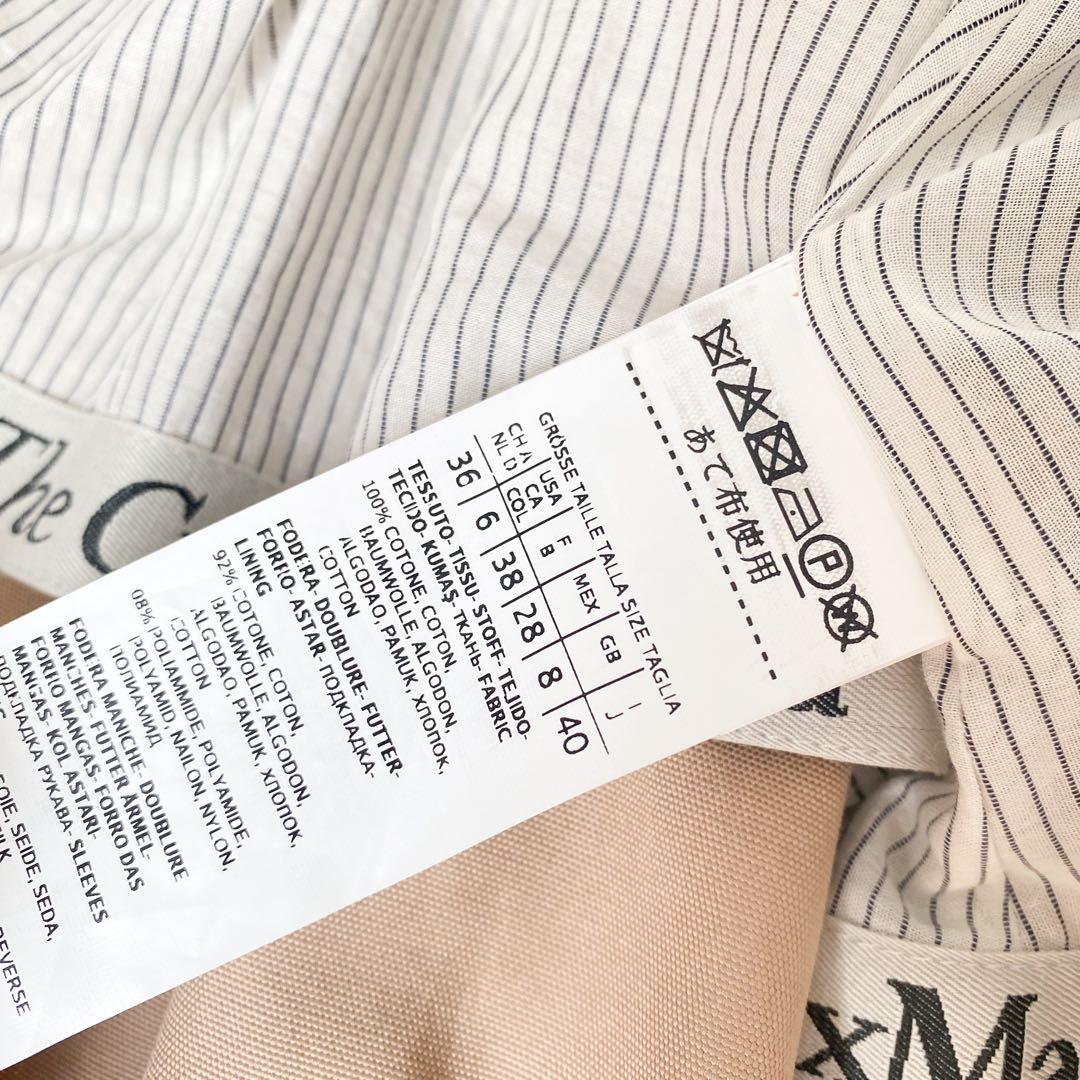 P
あて布使用
GRÖSSE TAILLE TALLA SIZE TAGLIA
CH A USA F MEX GB I
NL D CA B J
COL
36 6 38 28 8 40
TESSUTO- TISSU- STOFF- TEJIDO-
TECIDO- KUMAŞ- ТКАНЬ- FABRIC
100% COTONE, COTON,
BAUMWOLLE, ALGODON,
ALGODAO, PAMUK, ХЛОПОК,
COTTON
FODERA- DOUBLURE- FUTTER-
FORRO- ASTAR- ПОДКЛАДКА-
LINING
92% COTONE, COTON,
BAUMWOLLE, ALGODON,
ALGODAO, PAMUK, ХЛОПОК,
COTTON
08% POLIAMMIDE, POLYAMIDE,
POLYAMID, NAILON, NYLON,
ПОЛИАМИД
FODERA MANICHE- DOUBLURE
MANCHES- FUTTER ÄRMEL-
FORRO MANGAS- FORRO DAS
MANGAS- KOL ASTARI-
ПОДКЛАДКА РУКАВА- SLEEVES
SEIDE, SEDA,
REVERSE
The